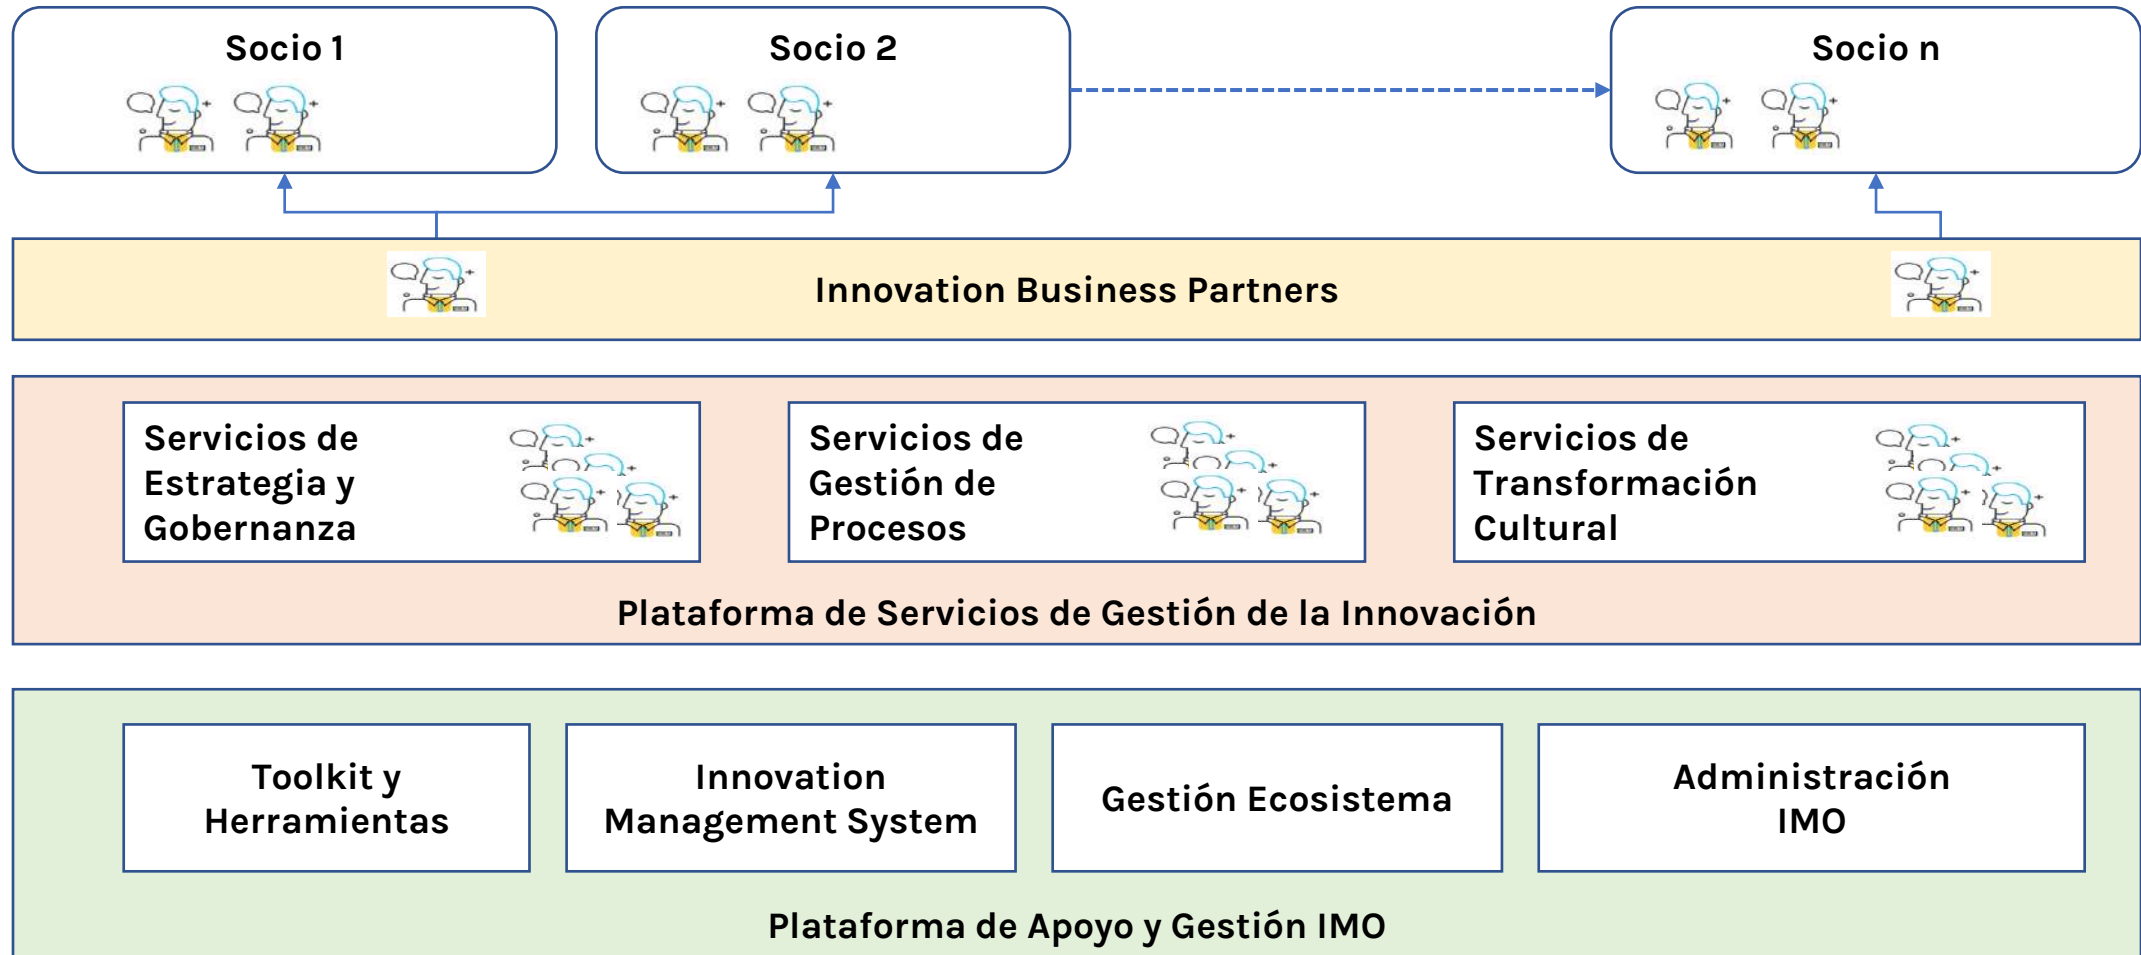 Socio 1
Socio 2
Socio n
Innovation Business Partners
Servicios de
Estrategia y
Gobernanza
Servicios de
Gestión de
Procesos
Servicios de
Transformación
Cultural
Plataforma de Servicios de Gestión de la Innovación
Toolkit y
Herramientas
Innovation
Management System
Gestión Ecosistema
Administración
IMO
Plataforma de Apoyo y Gestión IMO